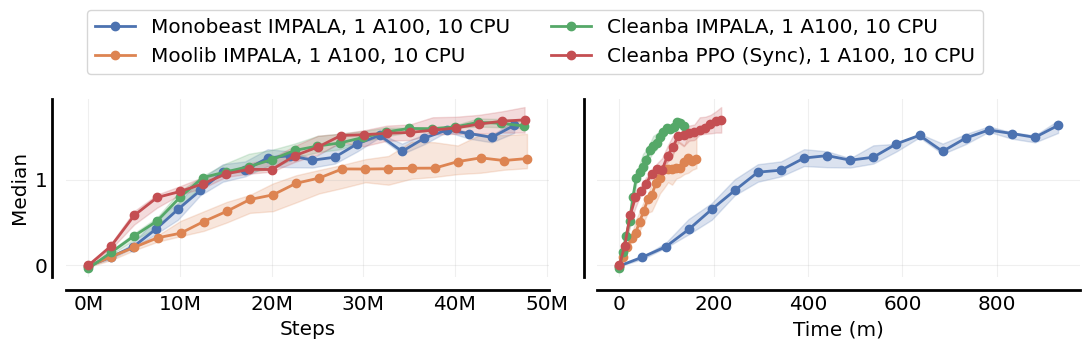 Monobeast IMPALA, 1 A100, 10 CPU
Moolib IMPALA, 1 A100, 10 CPU
Cleanba IMPALA, 1 A100, 10 CPU
Cleanba PPO (Sync), 1 A100, 10 CPU
Median
1
0
0M 10M 20M 30M 40M 50M
Steps
0 200 400 600 800
Time (m)